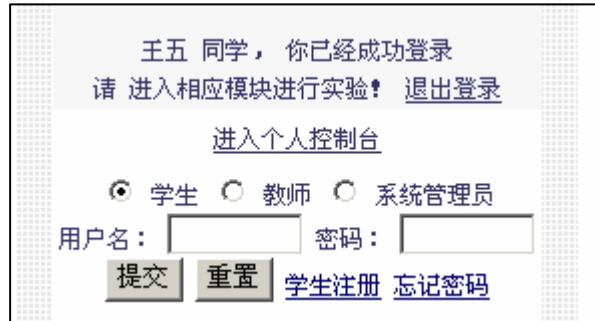 王五 同学， 你已经成功登录
请 进入相应模块进行实验！ 退出登录
进入个人控制台
学生 教师 系统管理员
用户名： 密码：
提交 重置 学生注册 忘记密码